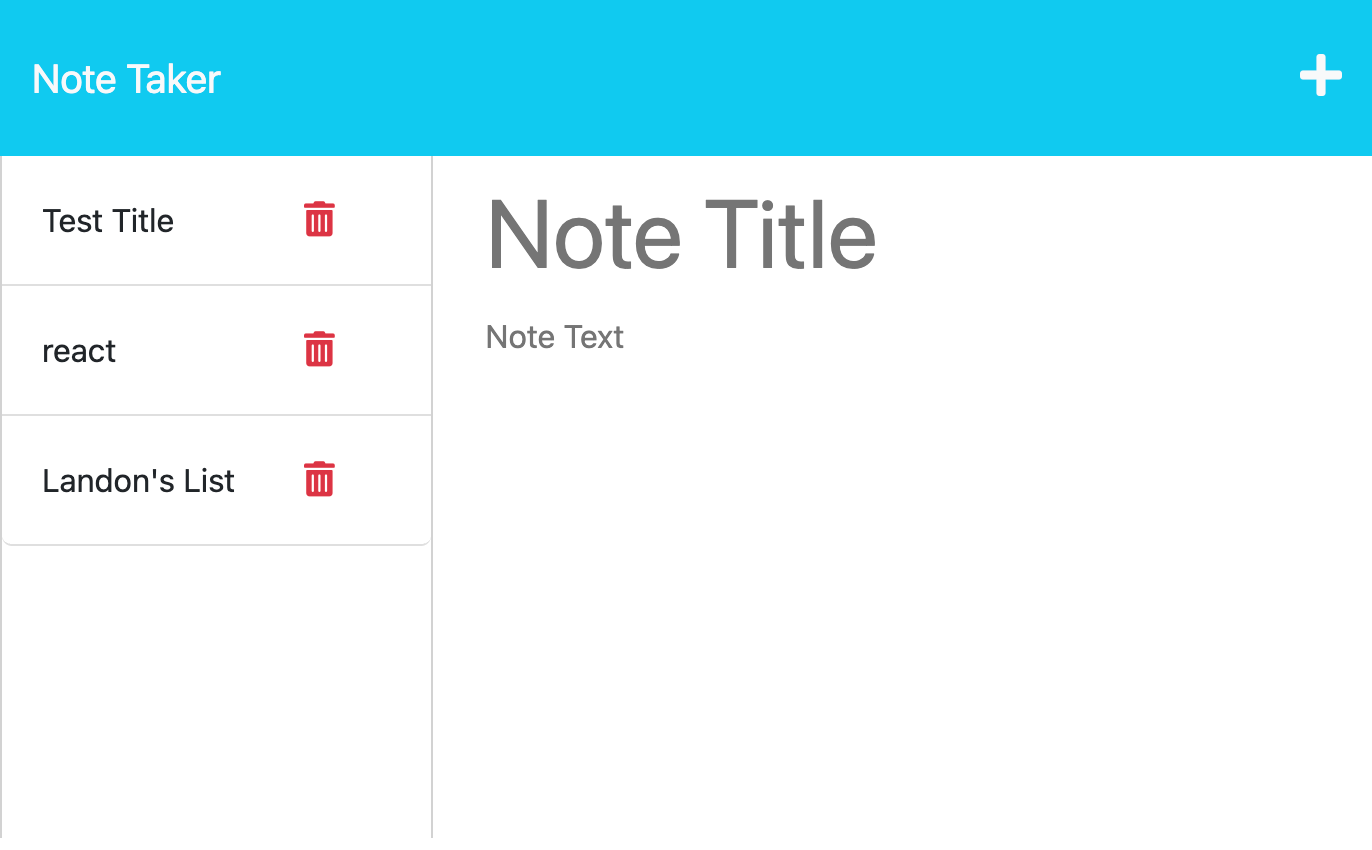 Note Taker
Test Title
react
Landon's List
Note Title
Note Text